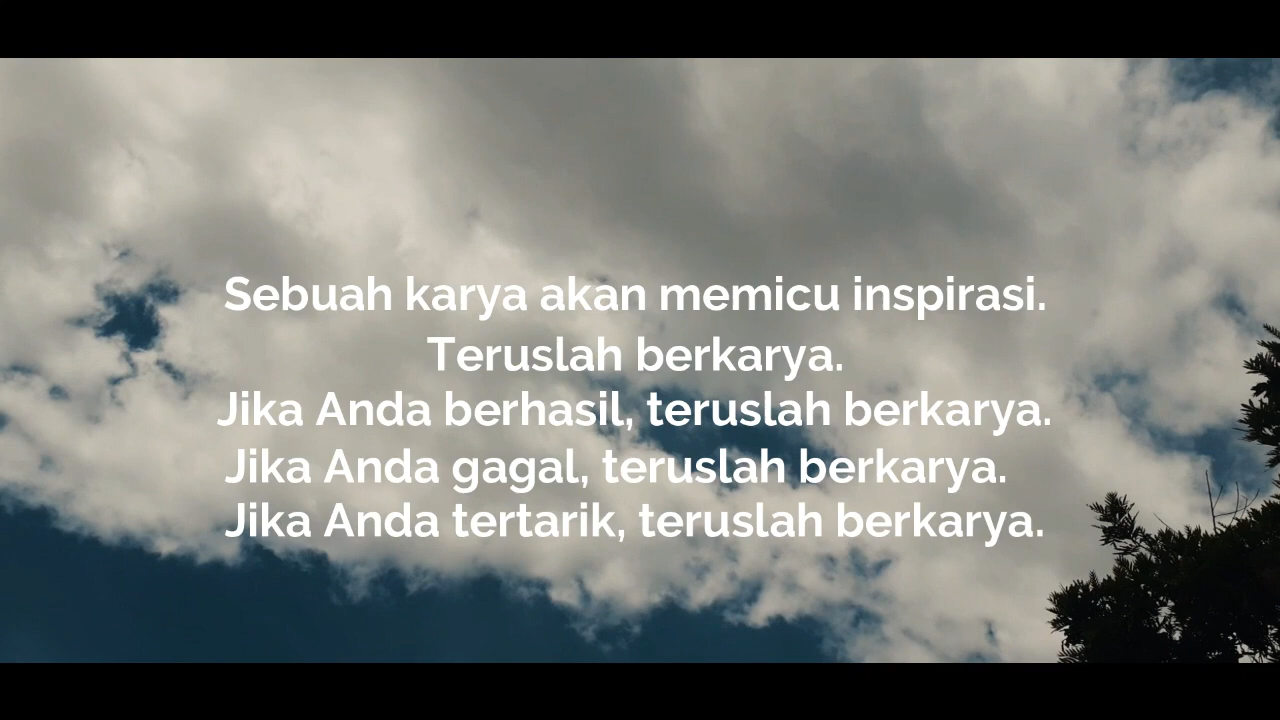 Sebuah karya akan memicu inspirasi.
Teruslah berkarya.
Jika Anda berhasil, teruslah berkarya.
Jika Anda gagal, teruslah berkarya.
Jika Anda tertarik, teruslah berkarya.